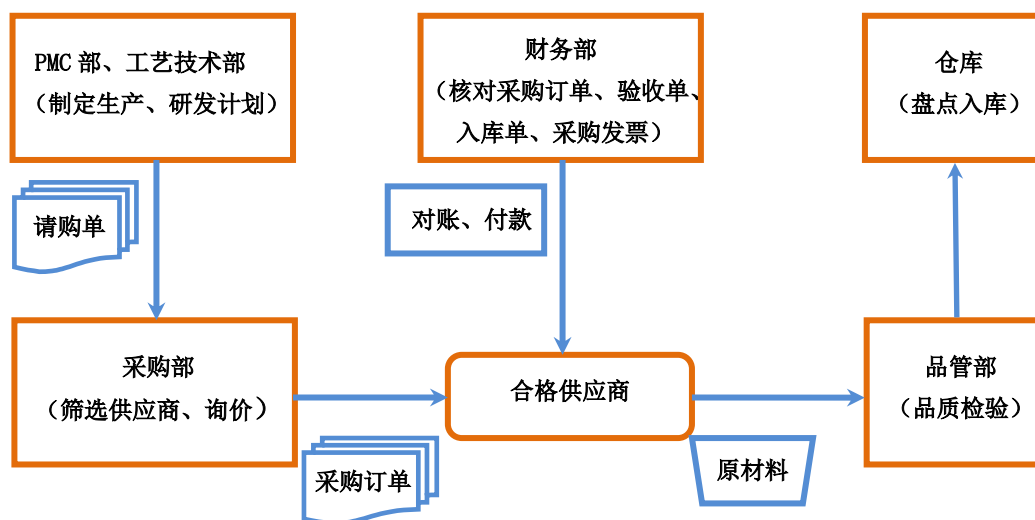 PMC 部、工艺技术部
（制定生产、研发计划）
财务部
（核对采购订单、验收单、
入库单、采购发票）
仓库
（盘点入库）
请购单
对账、付款
采购部
（筛选供应商、询价）
合格供应商
品管部
（品质检验）
采购订单
原材料